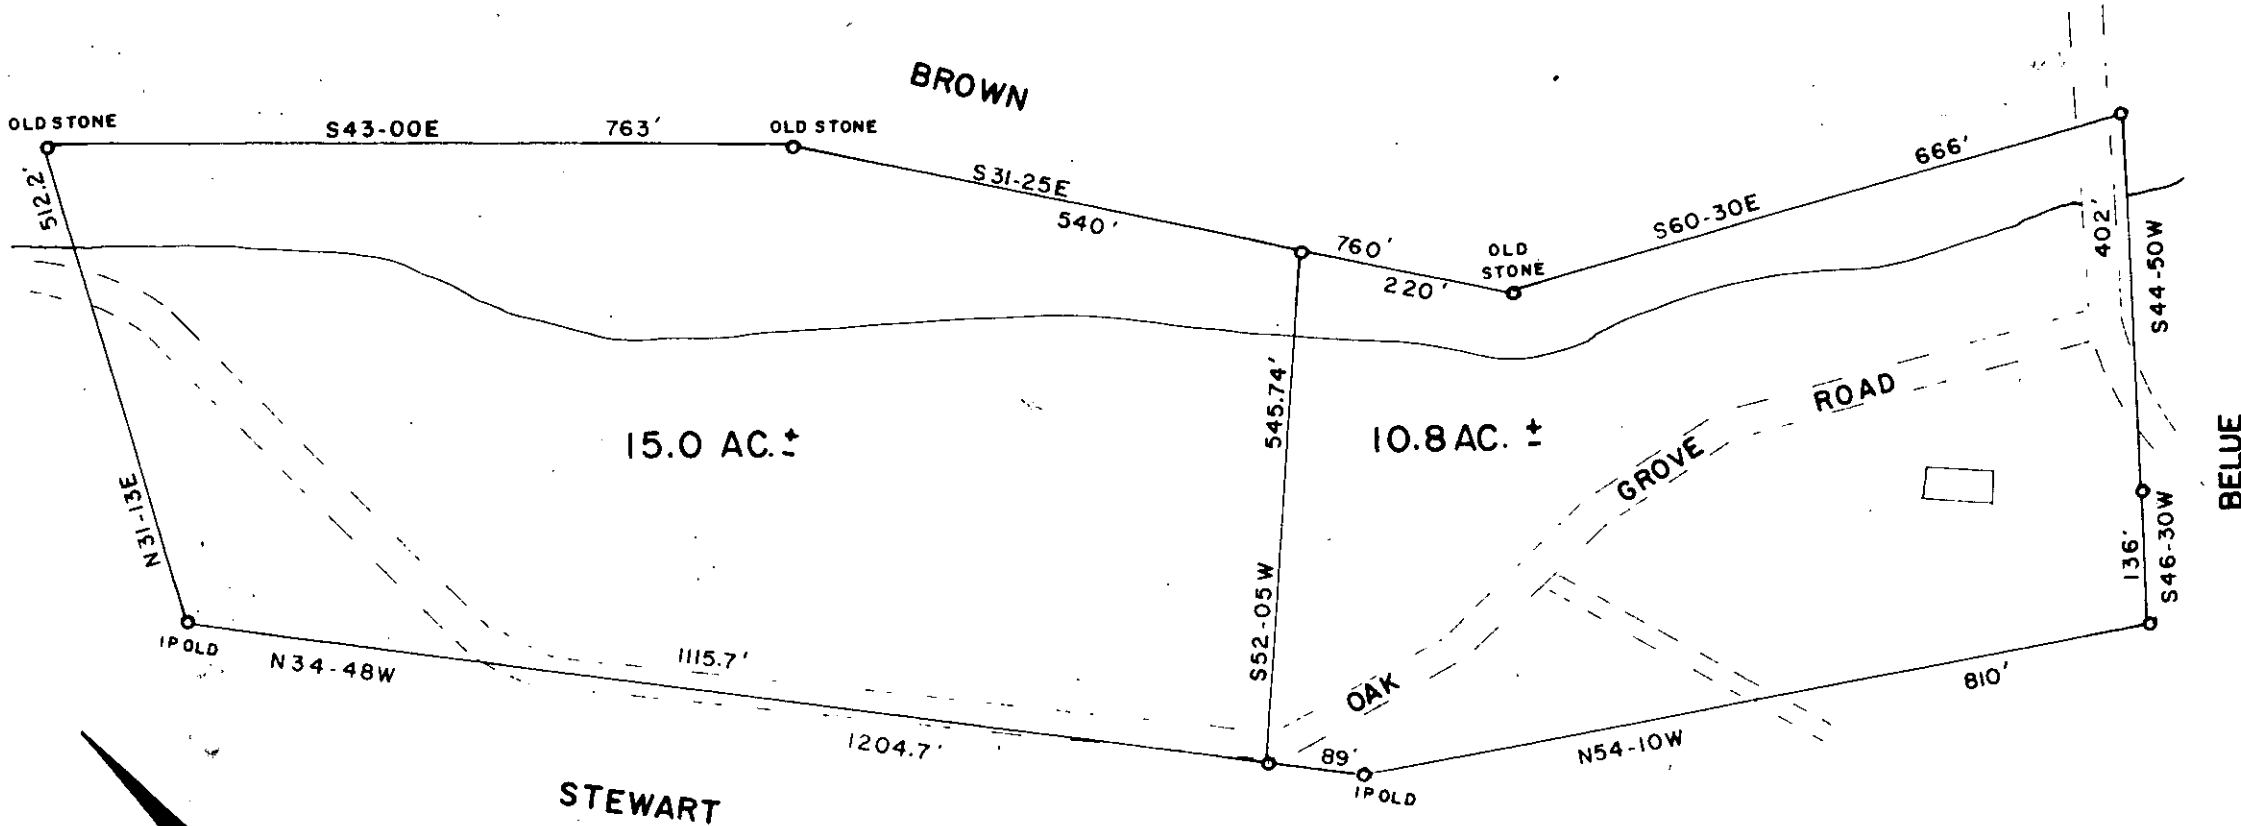 BROWN
OLD STONE
S43-00E
763'
OLD STONE
S31-25E
540'
760'
220'
OLD
STONE
S60-30E
666'
512.2'
N31-13E
402'
S44-50W
15.0 AC. ±
545.74'
S52-05W
10.8 AC. ±
OAK
GROVE
ROAD
BELUE
136'
S46-30W
IP OLD
N34-48W
1115.7'
1204.7'
89'
IP OLD
N54-10W
810'
STEWART